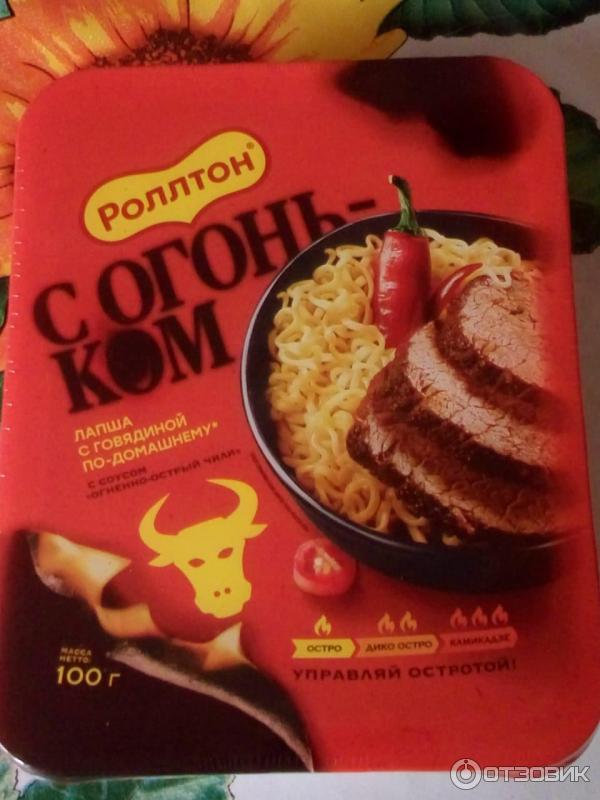 РОЛЛТОН®
С ОГОНЬ-
КОМ
ЛАПША
С ГОВЯДИНОЙ
ПО-ДОМАШНЕМУ*
С СОУСОМ
"ОГНЕННО-ОСТРЫЙ ЧИЛИ"
ОСТРО
ДИКО ОСТРО
КАМИКАДЗЕ
УПРАВЛЯЙ ОСТРОТОЙ!
МАССА
НЕТТО:
100 г
ОТЗОВИК